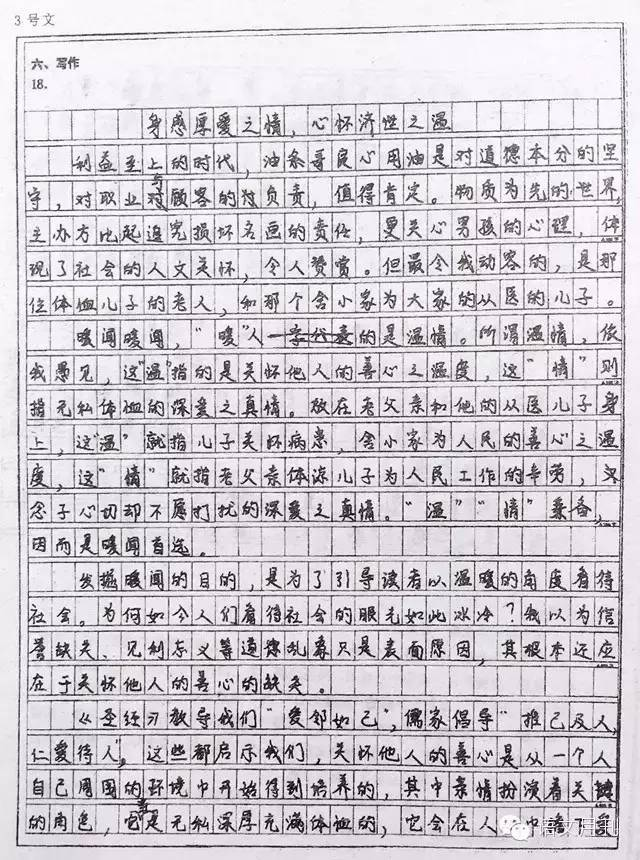 3 号文
六、写作
18.
身感厚爱之情，心怀济世之温
利益至上的时代，油条哥良心用油是对道德本分的坚
守，对职业与对顾客的负责，值得肯定。物质为先的世界，
主办方比起追究损坏名画的责任，更关心男孩的心理，体
现了社会的人文关怀，令人赞赏。但最令我动容的，是那
位体恤儿子的老人，和那个舍小家为大家的从医的儿子。
暖闻暖闻，“暖”人一字代表的是温情。所谓温情，依
我愚见，这“温”指的是关怀他人的善心之温度，这“情”则
指无私体恤的深爱之真情。放在老父亲和他的从医儿子身
上，这“温”就指儿子关怀病患，舍小家为人民的善心之温
度，这“情”就指老父亲体谅儿子为人民工作的辛劳，又
念子心切却不愿打扰的深爱之真情。“温”“情”兼备，
因而是暖闻首选。
发掘暖闻的目的，是为了引导读者以温暖的角度看待
社会。为何如今人们看待社会的眼光如此冰冷？我以为信
誉缺失、见利忘义等道德乱象只是表面原因，其根本还应
在于关怀他人的善心的缺失。
《圣经》教导我们“爱邻如己”，儒家倡导“推己及人，
仁爱待人”，这些都启示我们，关怀他人的善心是从一个人
自己周围的环境中开始得到培养的，其中亲情扮演着关键
的角色，它是无私深厚充满体恤的，它会在人
语文月刊